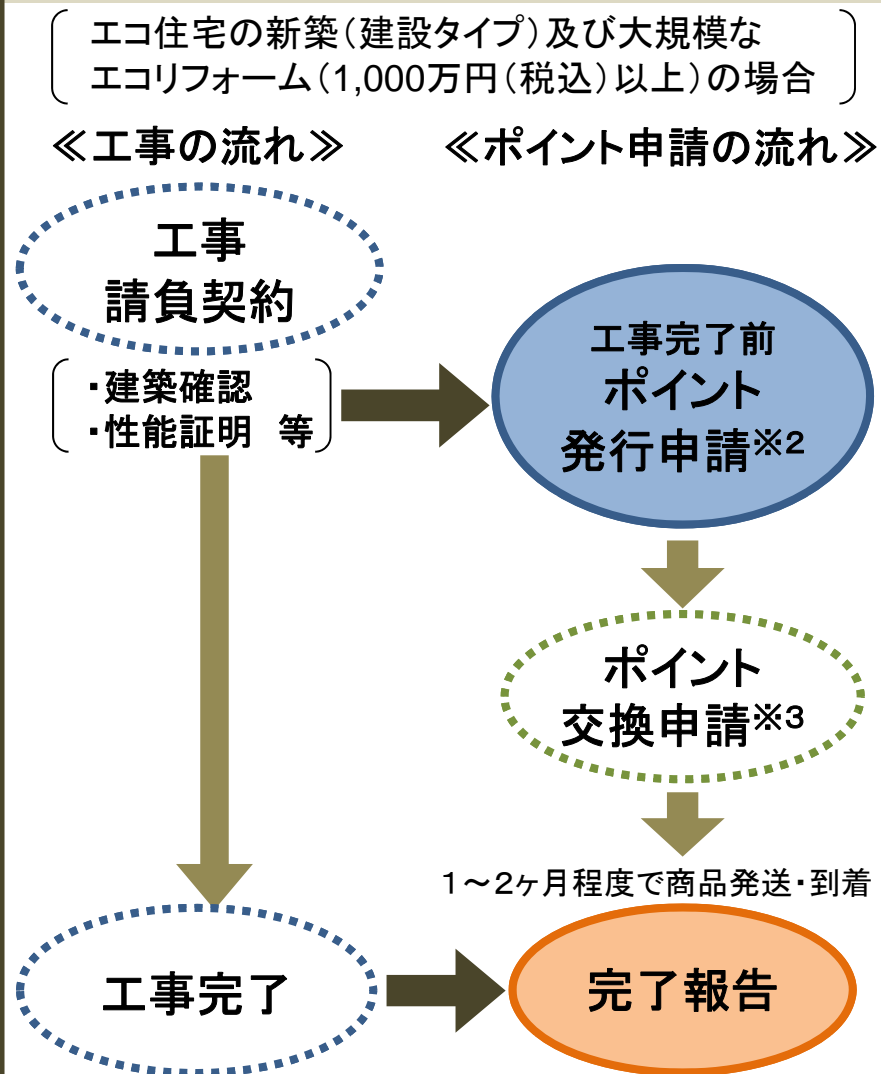 エコ住宅の新築(建設タイプ)及び大規模な
エコリフォーム(1,000万円(税込)以上)の場合
≪工事の流れ≫
≪ポイント申請の流れ≫
工事
請負契約
・建築確認
・性能証明 等
工事完了前
ポイント
発行申請※2
ポイント
交換申請※3
1~2ヶ月程度で商品発送・到着
工事完了
完了報告